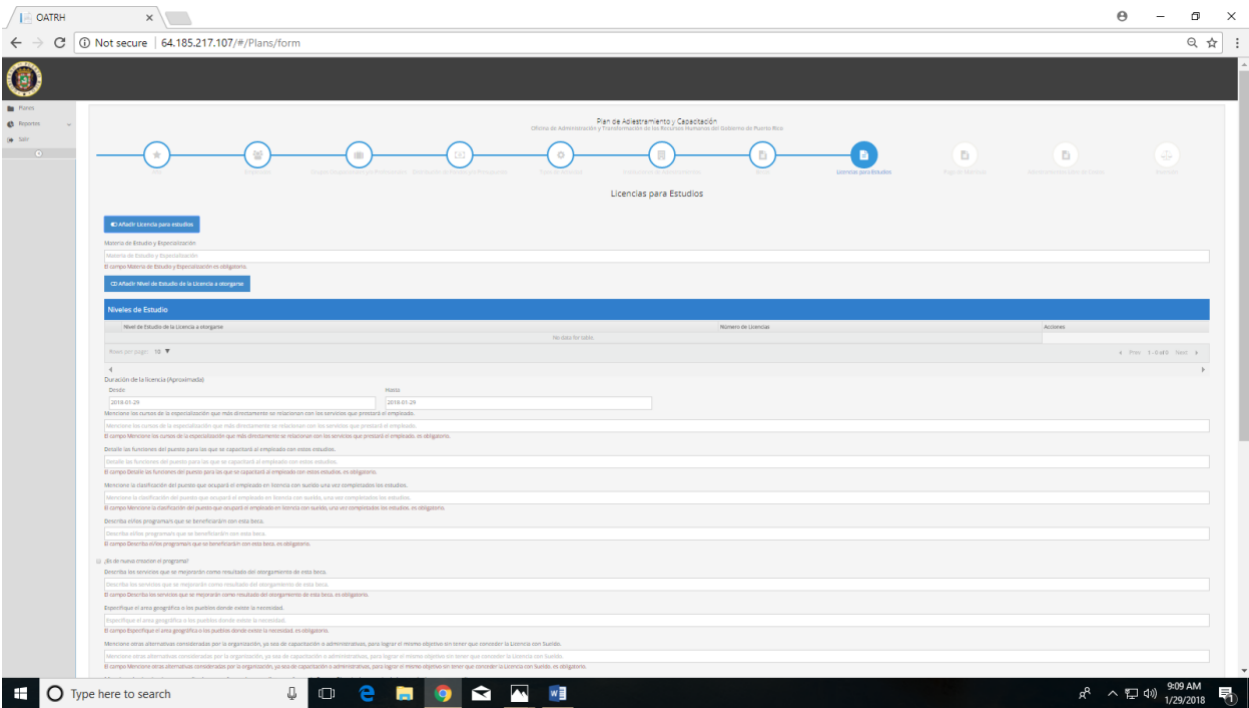 OATRH
Not secure | 64.185.217.107/#/Plans/form
Planes
Reportes
Salir
Plan de Adiestramiento y Capacitación
Oficina de Administración y Transformación de los Recursos Humanos del Gobierno de Puerto Rico
Licencias para Estudios
Licencias para Estudios
Añadir Licencia para estudios
Materia de Estudio y Especialización
Materia de Estudio y Especialización
El campo Materia de Estudio y Especialización es obligatorio.
Añadir Nivel de Estudio de la Licencia a otorgarse
Niveles de Estudio
Nivel de Estudio de la Licencia a otorgarse Número de Licencias Acciones
No data for table
Rows per page: 10 Prev 1 - 0 of 0 Next
Duración de la licencia (Aproximada)
Desde Hasta
2018-01-29 2018-01-29
Mencione los cursos de la especialización que más directamente se relacionan con los servicios que prestará el empleado.
Mencione los cursos de la especialización que más directamente se relacionan con los servicios que prestará el empleado.
El campo Mencione los cursos de la especialización que más directamente se relacionan con los servicios que prestará el empleado, es obligatorio.
Detalle las funciones del puesto para las que se capacitará al empleado con estos estudios.
Detalle las funciones del puesto para las que se capacitará al empleado con estos estudios.
El campo Detalle las funciones del puesto para las que se capacitará al empleado con estos estudios, es obligatorio.
Mencione la clasificación del puesto que ocupará el empleado en licencia con sueldo una vez completados los estudios.
Mencione la clasificación del puesto que ocupará el empleado en licencia con sueldo, una vez completados los estudios.
El campo Mencione la clasificación del puesto que ocupará el empleado en licencia con sueldo, una vez completados los estudios, es obligatorio.
Describa el/los programa/s que se beneficiará/n con esta beca.
Describa el/los programa/s que se beneficiará/n con esta beca.
El campo Describa el/los programa/s que se beneficiará/n con esta beca, es obligatorio.
¿Es de nueva creacion el programa?
Describa los servicios que se mejorarán como resultado del otorgamiento de esta beca.
Describa los servicios que se mejorarán como resultado del otorgamiento de esta beca.
El campo Describa los servicios que se mejorarán como resultado del otorgamiento de esta beca, es obligatorio.
Especifique el area geográfica o los pueblos donde existe la necesidad.
Especifique el area geográfica o los pueblos donde existe la necesidad.
El campo Especifique el area geográfica o los pueblos donde existe la necesidad, es obligatorio.
Mencione otras alternativas consideradas por la organización, ya sea de capacitación o administrativas, para lograr el mismo objetivo sin tener que conceder la Licencia con Sueldo.
Mencione otras alternativas consideradas por la organización, ya sea de capacitación o administrativas, para lograr el mismo objetivo sin tener que conceder la Licencia con Sueldo.
El campo Mencione otras alternativas consideradas por la organización, ya sea de capacitación o administrativas, para lograr el mismo objetivo sin tener que conceder la Licencia con Sueldo, es obligatorio.
Type here to search
9:09 AM
1/29/2018